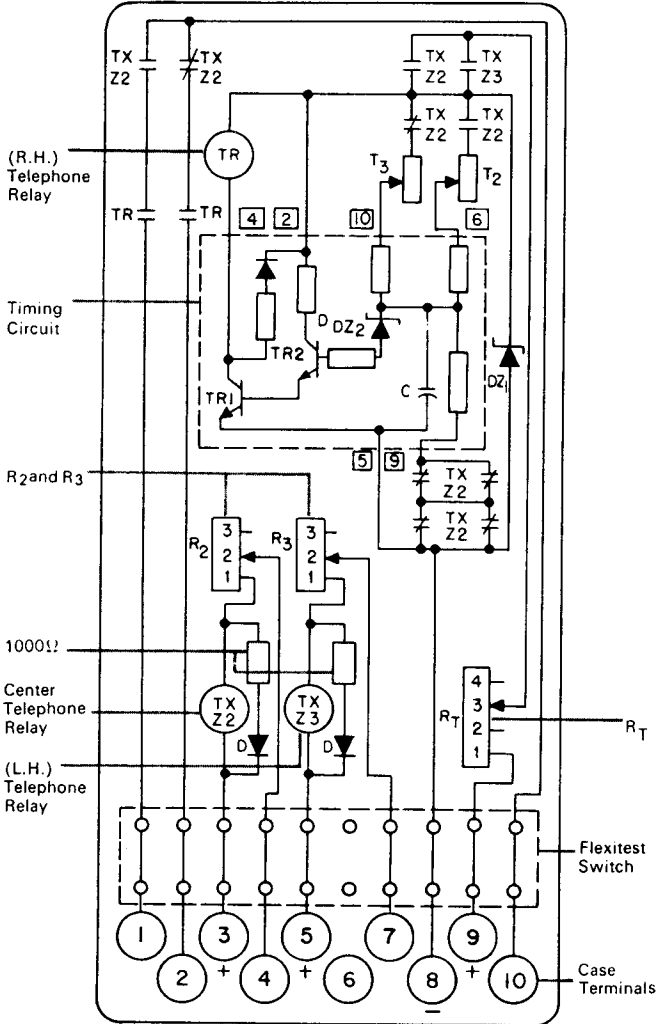 TX
Z2
TX
Z2
TX
Z2
TX
Z3
TX
Z2
TX
Z2
(R.H.)
Telephone
Relay
TR
T3
T2
TR
TR
4
2
10
6
Timing
Circuit
D
DZ2
TR2
TR1
C
DZ1
5
9
TX
Z2
TX
Z2
R2 and R3
R2
3
2
1
R3
3
2
1
1000Ω
Center
Telephone
Relay
TX
Z2
TX
Z3
D
D
(L.H.)
Telephone
Relay
4
3
2
1
RT
RT
Flexitest
Switch
1
3
5
7
9
+
+
+
2
4
6
8
10
−
Case
Terminals